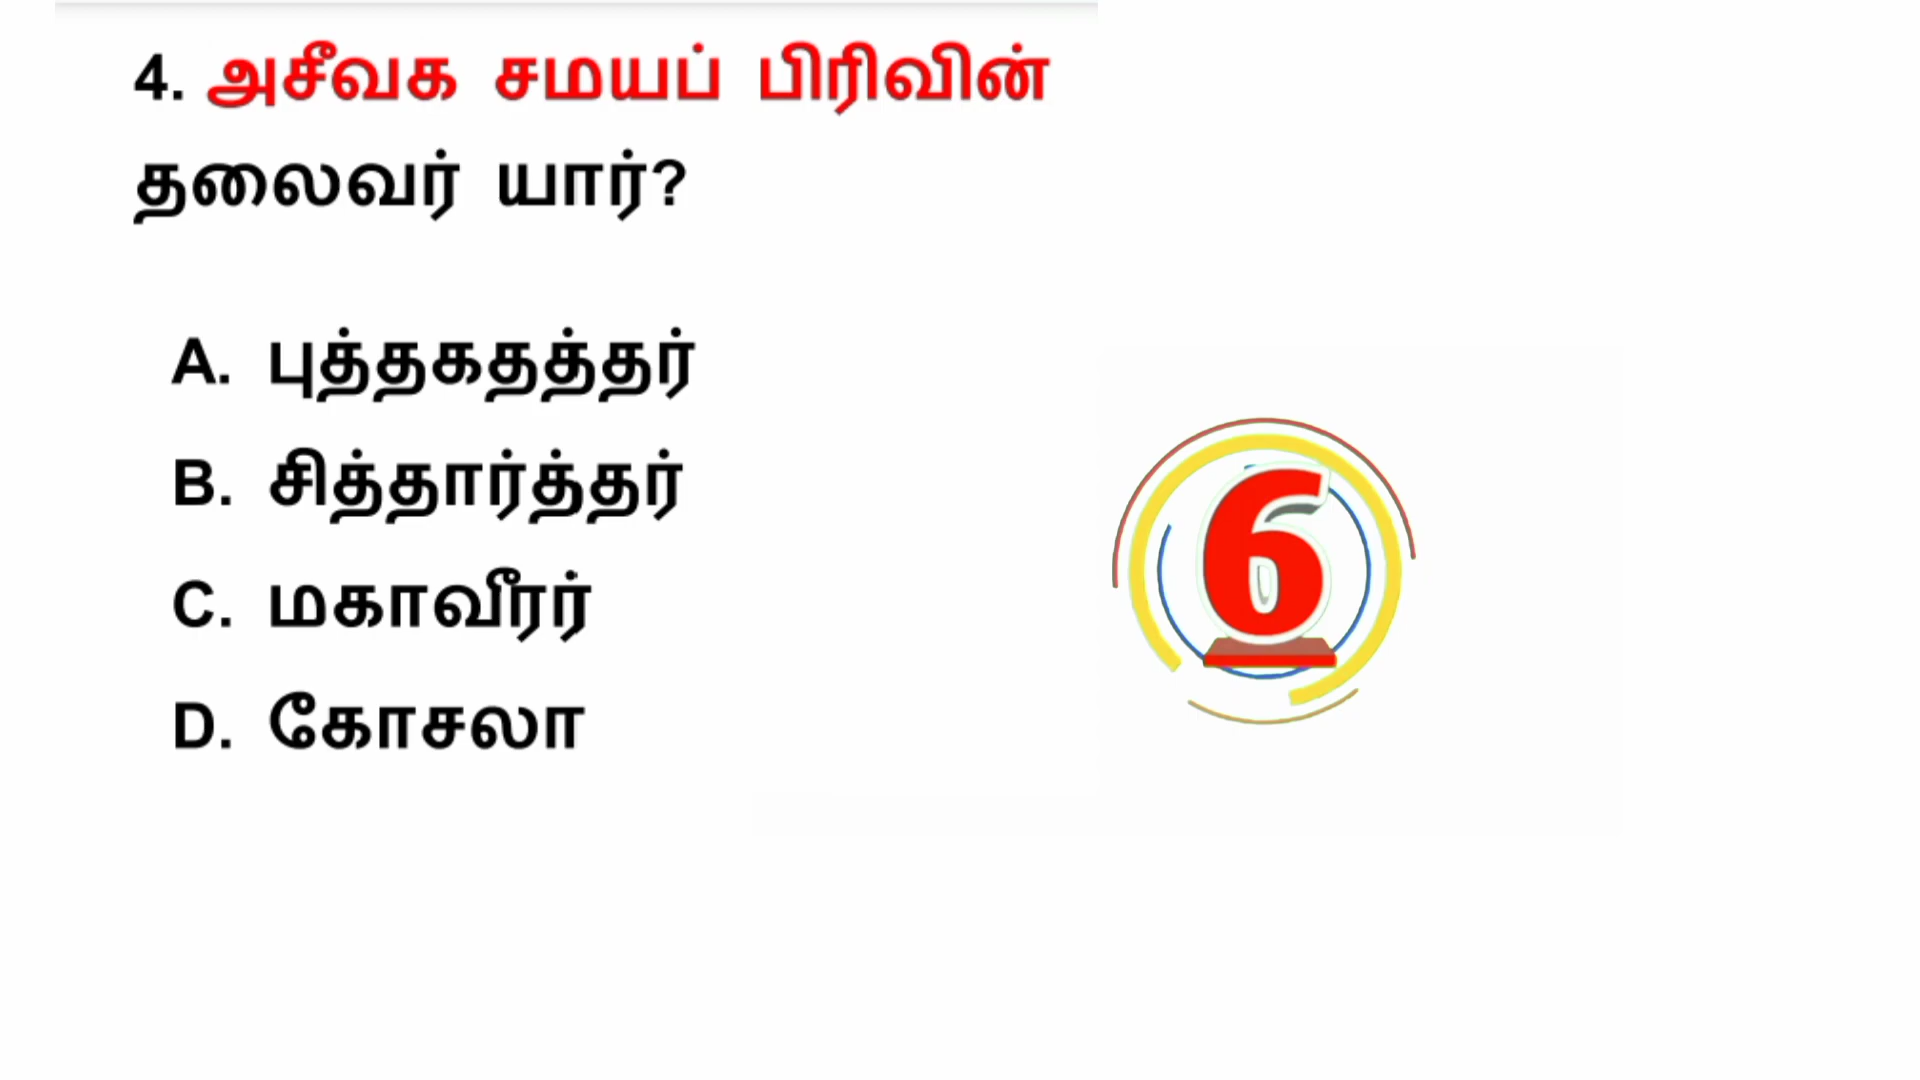 4. அசீவக சமயப் பிரிவின்
தலைவர் யார்?
A. புத்தகதத்தர்
B. சித்தார்த்தர்
C. மகாவீரர்
D. கோசலா
6